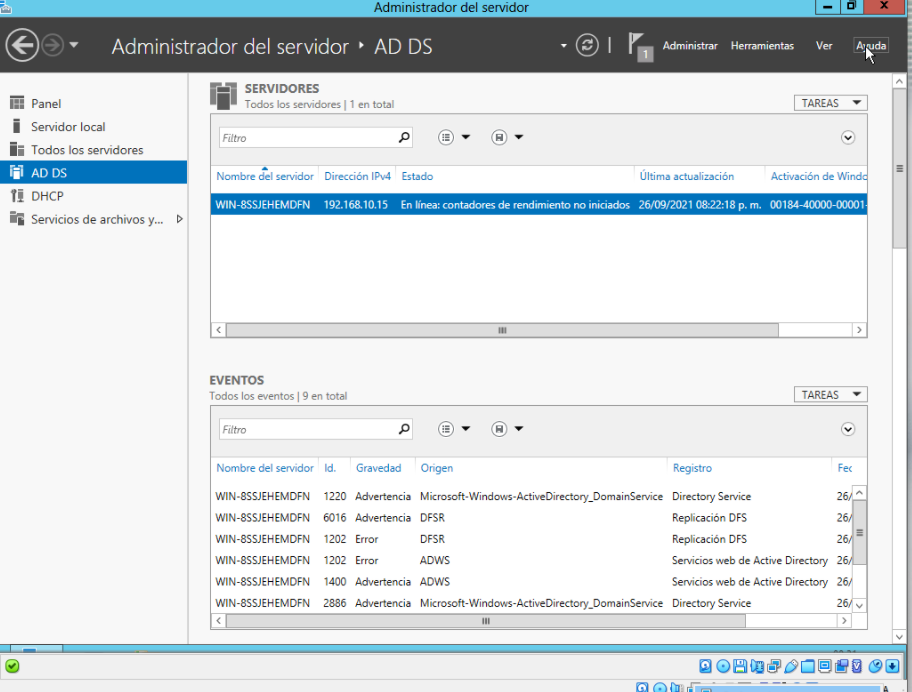 Administrador del servidor
Administrador del servidor ‣ AD DS
1
Administrar Herramientas Ver Ayuda
Panel
Servidor local
Todos los servidores
AD DS
DHCP
Servicios de archivos y...
SERVIDORES
Todos los servidores | 1 en total
TAREAS
Filtro
Nombre del servidor Dirección IPv4 Estado Última actualización Activación de Windo
WIN-8SSJEHEMDFN 192.168.10.15 En línea: contadores de rendimiento no iniciados 26/09/2021 08:22:18 p. m. 00184-40000-00001-
EVENTOS
Todos los eventos | 9 en total
TAREAS
Filtro
Nombre del servidor Id. Gravedad Origen Registro Fec
WIN-8SSJEHEMDFN 1220 Advertencia Microsoft-Windows-ActiveDirectory_DomainService Directory Service 26/
WIN-8SSJEHEMDFN 6016 Advertencia DFSR Replicación DFS 26/
WIN-8SSJEHEMDFN 1202 Error DFSR Replicación DFS 26/
WIN-8SSJEHEMDFN 1202 Error ADWS Servicios web de Active Directory 26/
WIN-8SSJEHEMDFN 1400 Advertencia ADWS Servicios web de Active Directory 26/
WIN-8SSJEHEMDFN 2886 Advertencia Microsoft-Windows-ActiveDirectory_DomainService Directory Service 26/